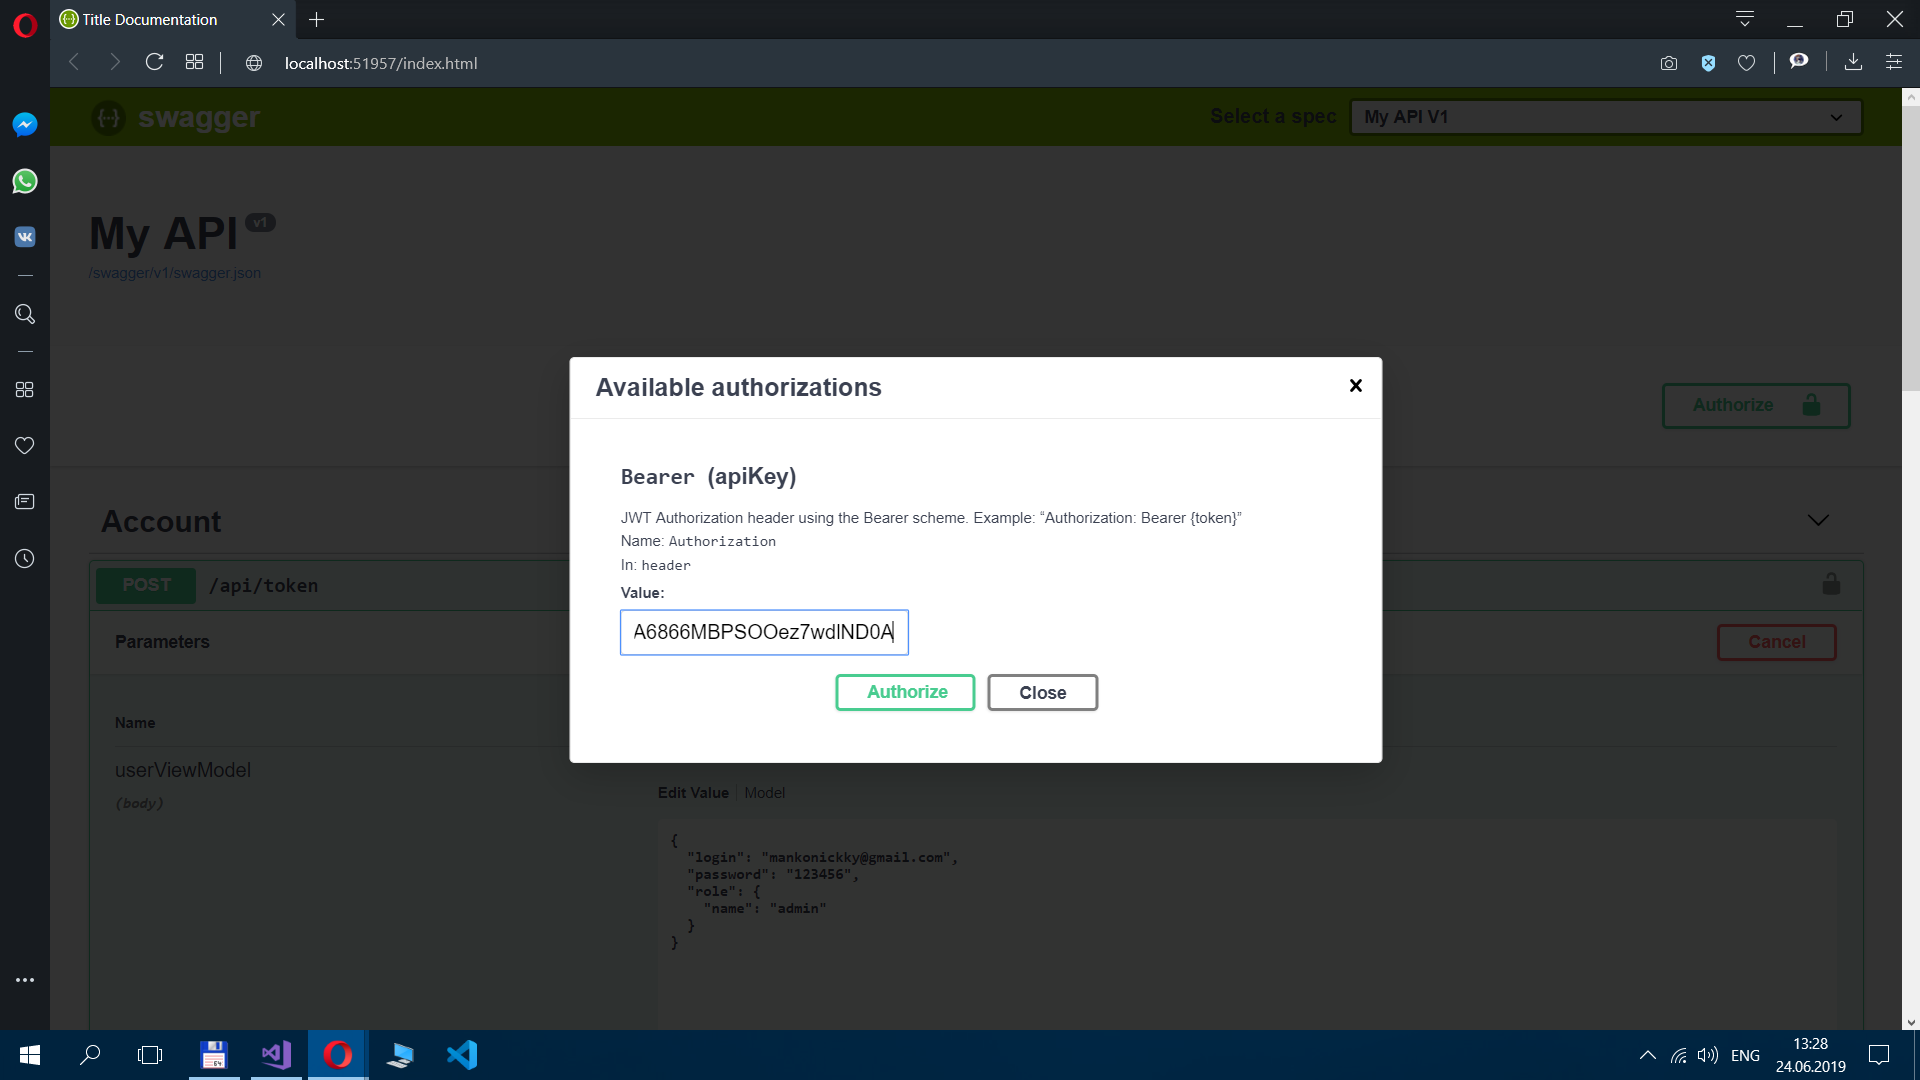 Title Documentation
localhost:51957/index.html
swagger
Select a spec
My API V1
My API v1
/swagger/v1/swagger.json
Available authorizations
Authorize
Bearer (apiKey)
JWT Authorization header using the Bearer scheme. Example: “Authorization: Bearer {token}”
Name: Authorization
In: header
Value:
A6866MBPSOOez7wdIND0A
Authorize
Close
Account
POST /api/token
Parameters
Cancel
Name
userViewModel
(body)
Edit Value
Model
{
"login": "mankonickky@gmail.com",
"password": "123456",
"role": {
"name": "admin"
}
}
64
ENG
13:28
24.06.2019